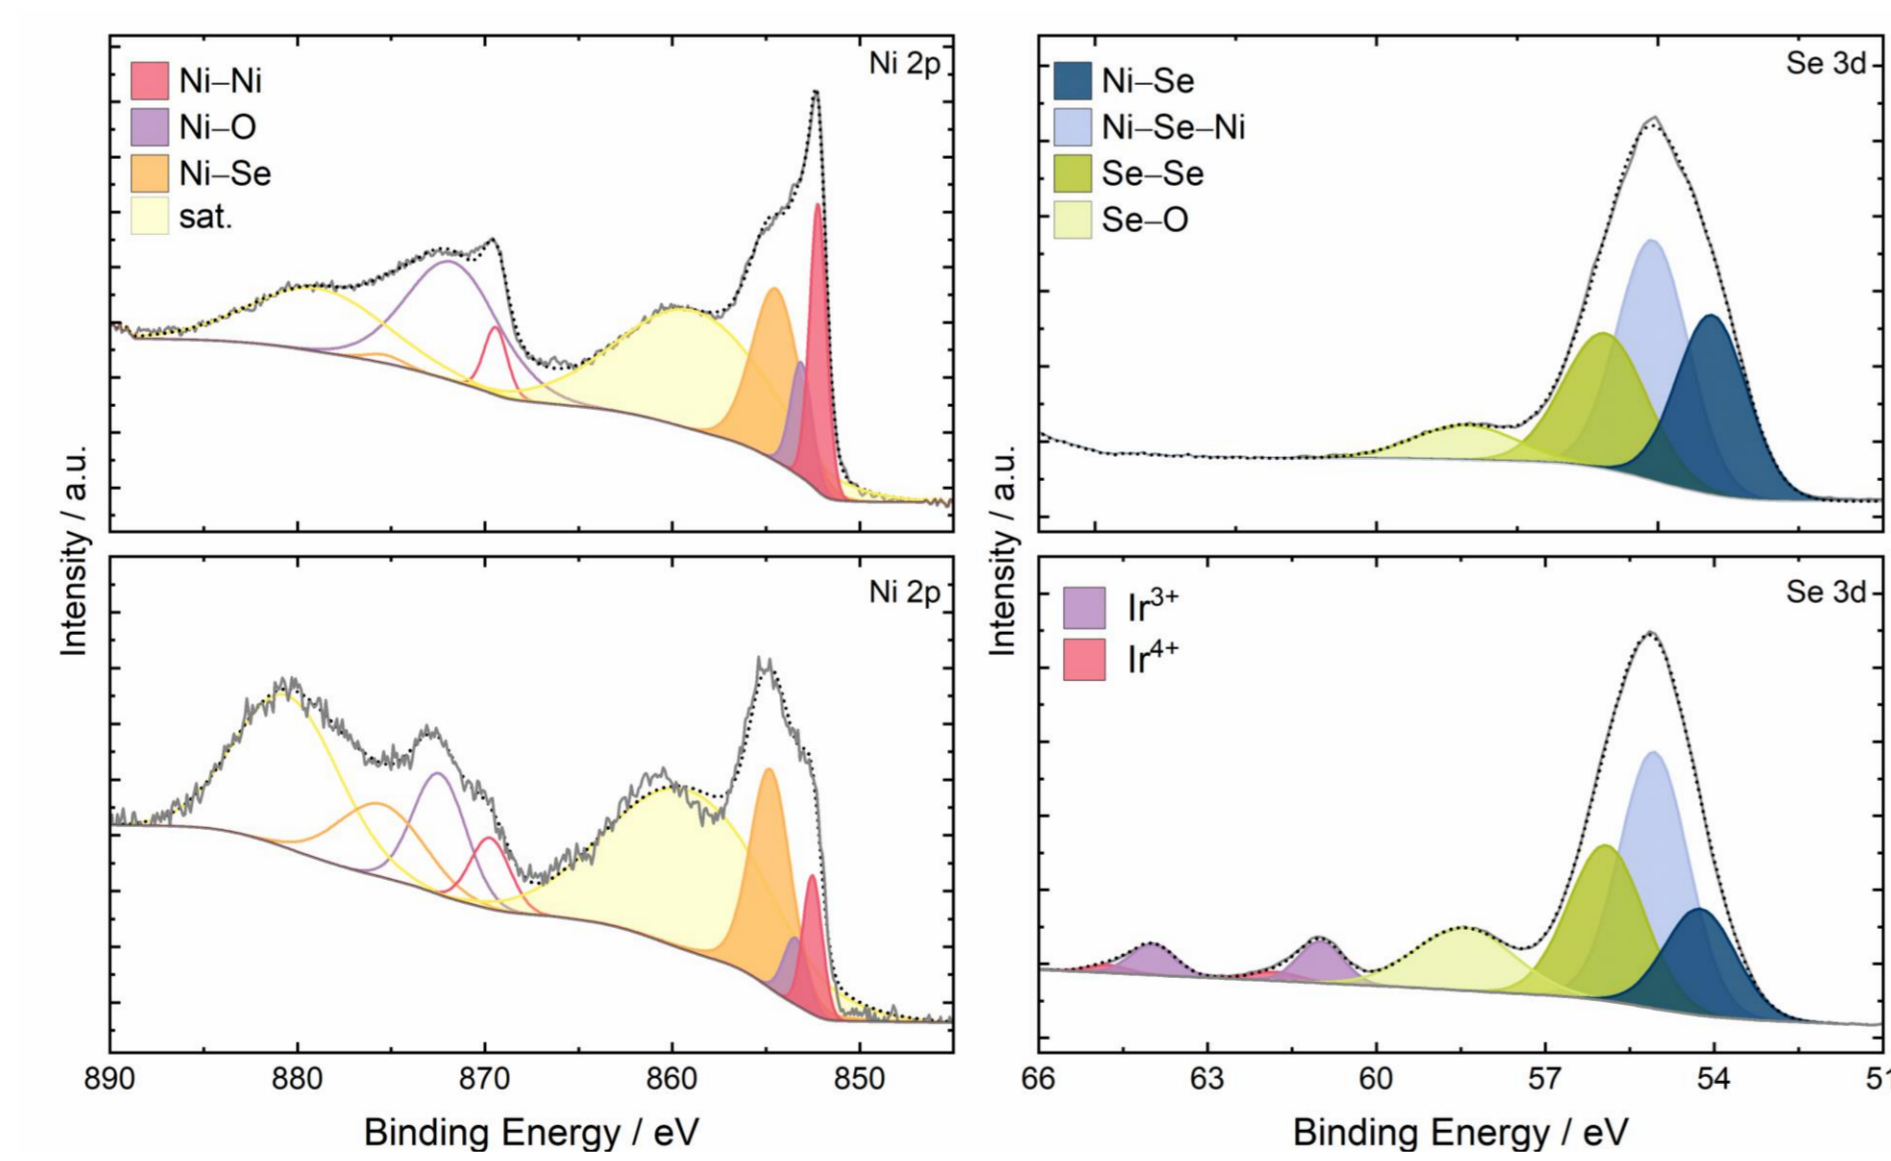 Ni 2p
Ni–Ni
Ni–O
Ni–Se
sat.
Se 3d
Ni–Se
Ni–Se–Ni
Se–Se
Se–O
Intensity / a.u.
Intensity / a.u.
Ni 2p
Se 3d
Ir3+
Ir4+
890 880 870 860 850
Binding Energy / eV
66 63 60 57 54 51
Binding Energy / eV